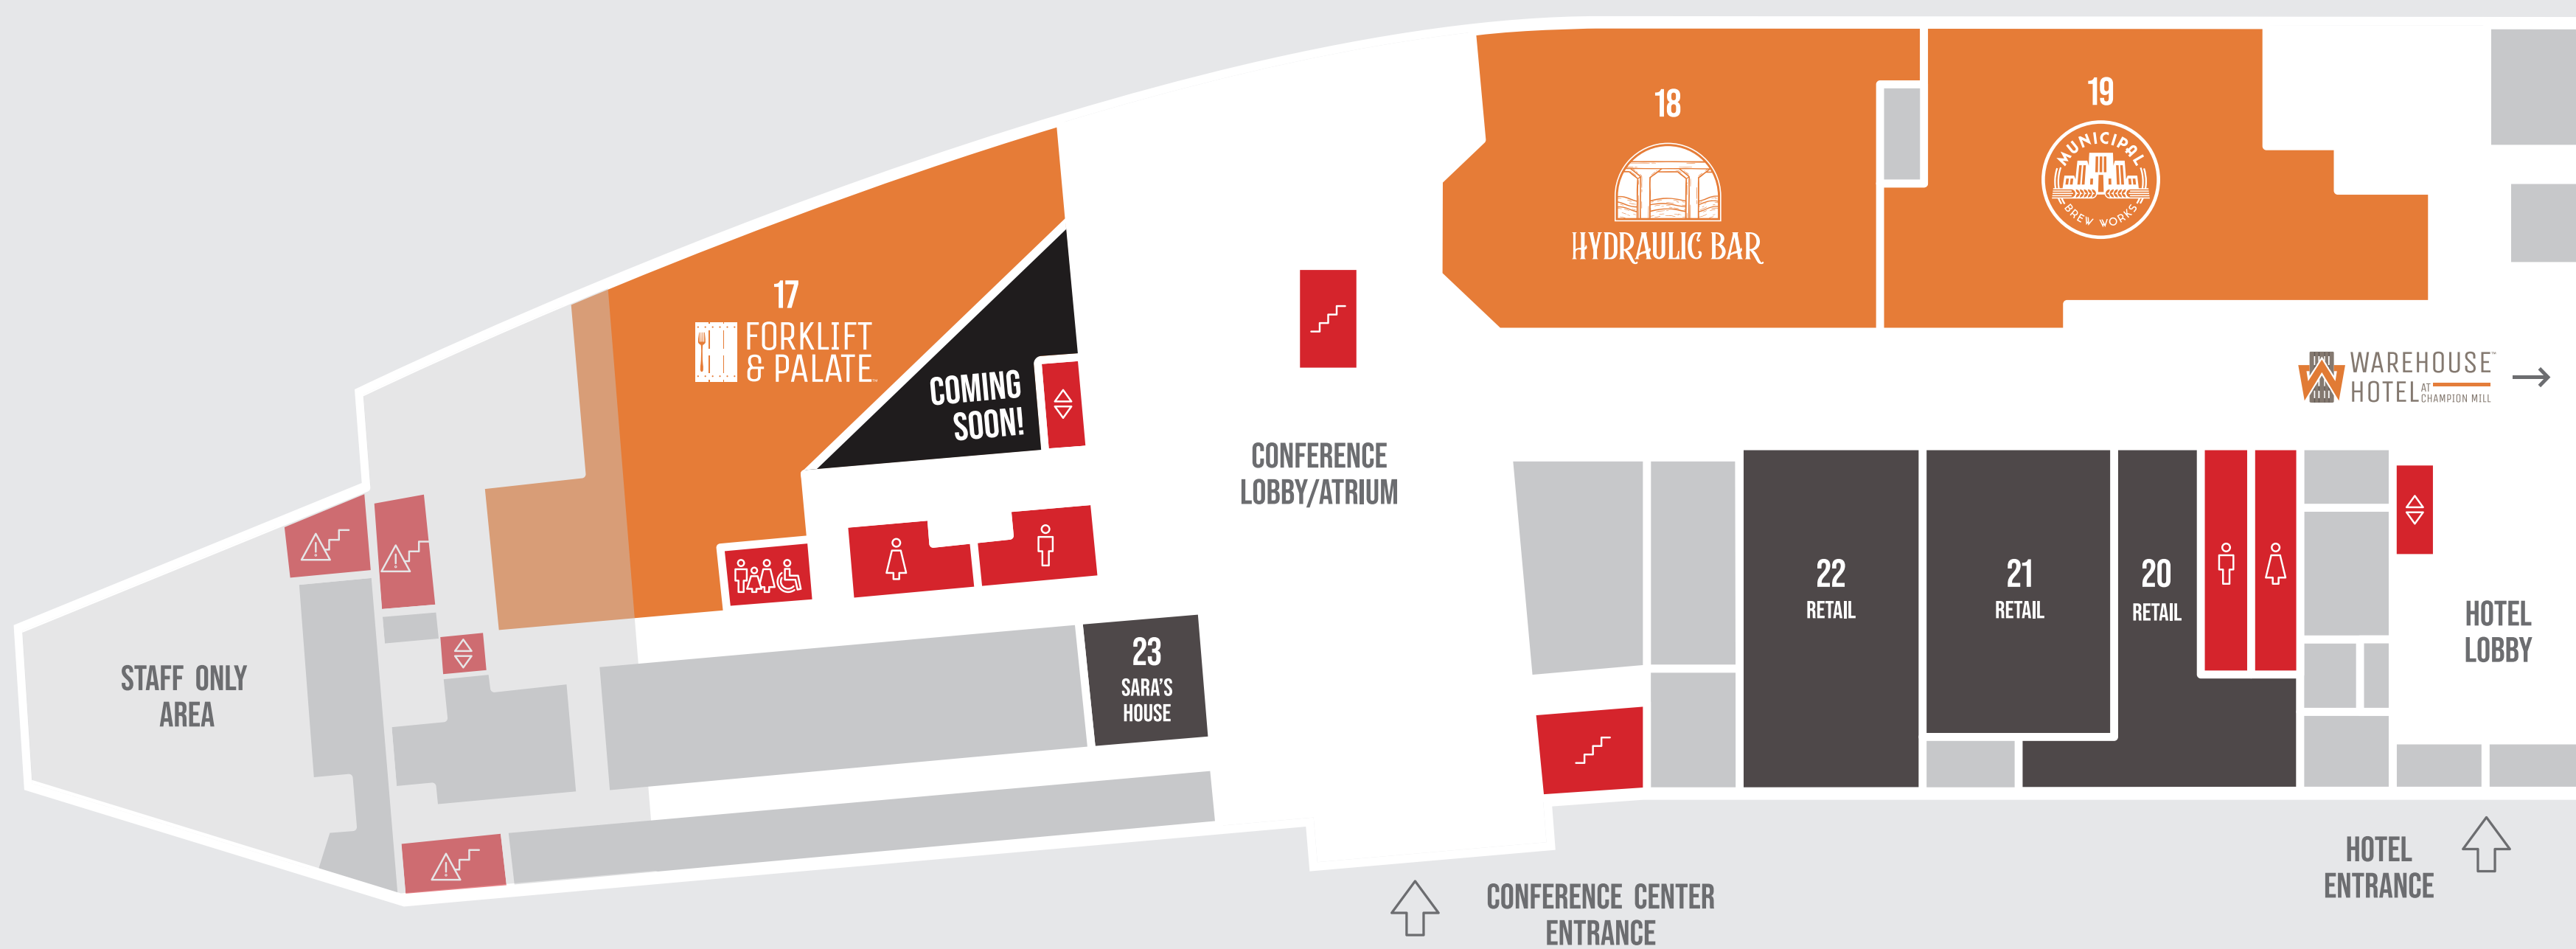 18
HYDRAULIC BAR
19
MUNICIPAL
BREW WORKS
17
FORKLIFT
& PALATE
COMING
SOON!
WAREHOUSE
HOTEL AT
CHAMPION MILL
CONFERENCE
LOBBY/ATRIUM
22
RETAIL
21
RETAIL
20
RETAIL
HOTEL
LOBBY
23
SARA'S
HOUSE
STAFF ONLY
AREA
HOTEL
ENTRANCE
CONFERENCE CENTER
ENTRANCE